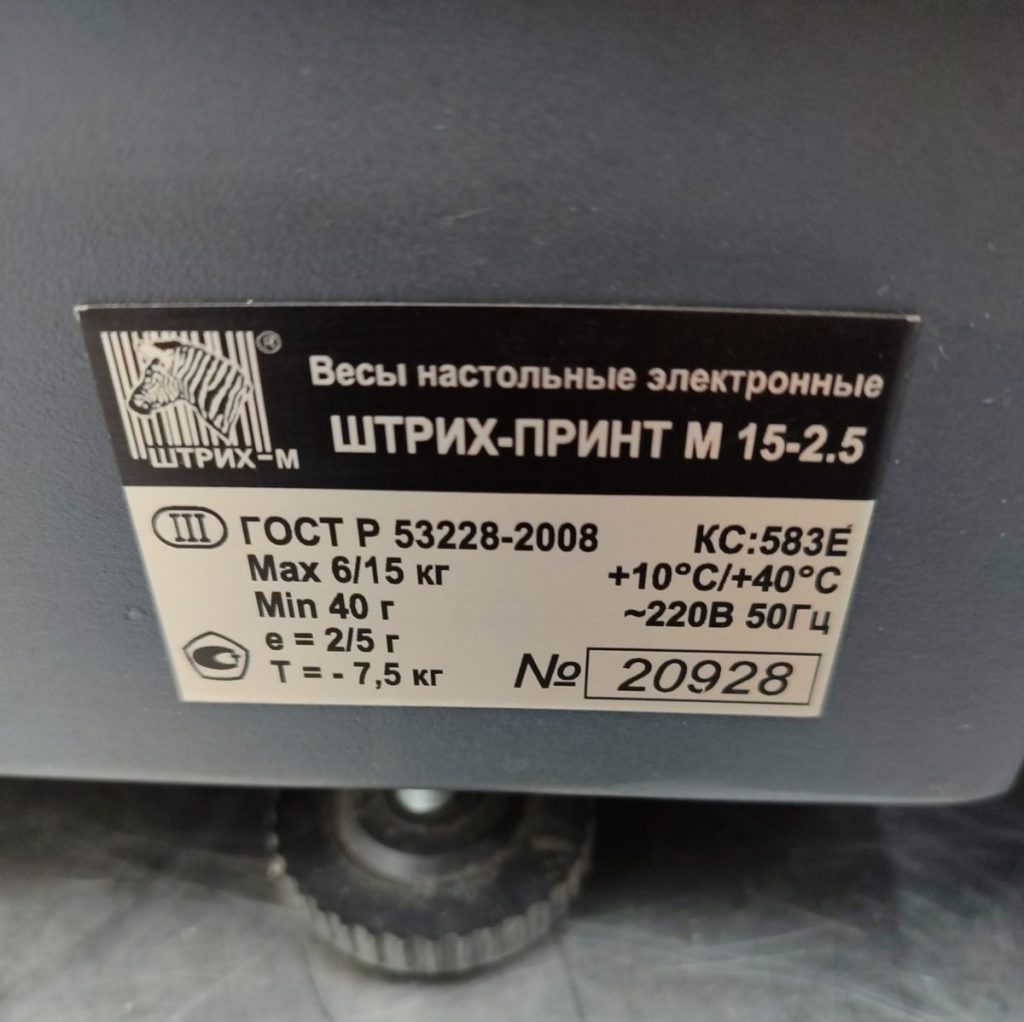 ®
ШТРИХ-М
Весы настольные электронные
ШТРИХ-ПРИНТ М 15-2.5
III ГОСТ Р 53228-2008 КС:583Е
Max 6/15 кг +10°C/+40°C
Min 40 г ~220В 50Гц
e = 2/5 г
T = - 7,5 кг № 20928